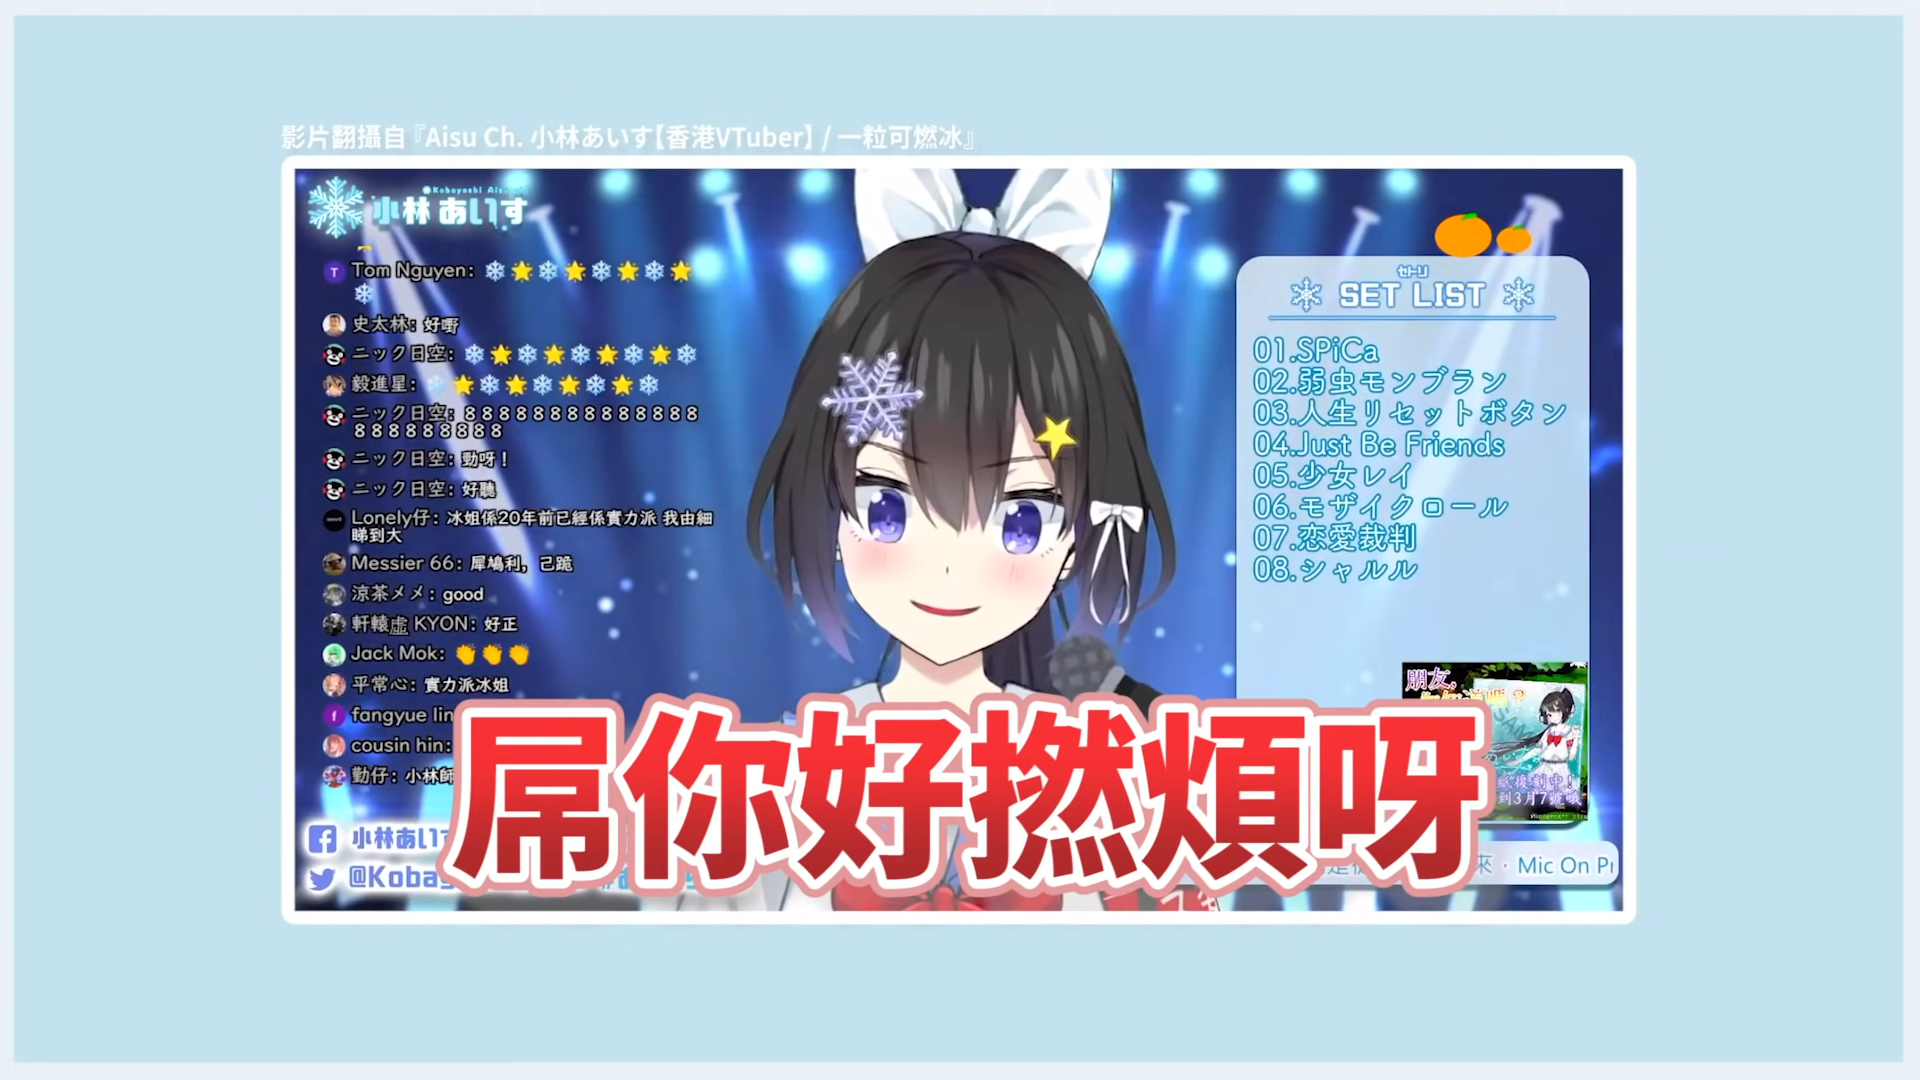 影片翻攝自『Aisu Ch. 小林あいす【香港VTuber】 / 一粒可燃冰』
小林あいす
Tom Nguyen:
史太林: 好嘢
ニック日空:
毅進星:
ニック日空: 88888888888888
888888888
ニック日空: 勁呀！
ニック日空: 好聽
Lonely仔: 冰姐係20年前已經係實力派 我由細
睇到大
Messier 66: 犀鳩利，己跪
涼茶メメ: good
軒轅虛 KYON: 好正
Jack Mok:
平常心: 實力派冰姐
fangyue lin
cousin hin:
勤仔: 小林師
小林あいす
セトリ
SET LIST
01.SPiCa
02.弱虫モンブラン
03.人生リセットボタン
04.Just Be Friends
05.少女レイ
06.モザイクロール
07.恋愛裁判
08.シャルル
朋友,
到3月7號哦
來・Mic On
屌你好撚煩呀